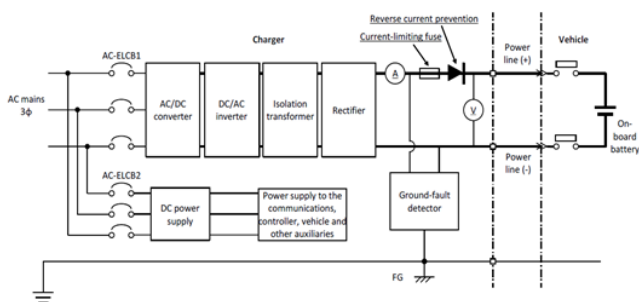 Reverse current prevention
Charger
Current-limiting fuse
Power
line (+)
Vehicle
AC-ELCB1
AC mains
3ϕ
AC/DC
converter
DC/AC
inverter
Isolation
transformer
Rectifier
A
V
On-
board
battery
Power
line (-)
AC-ELCB2
DC power
supply
Power supply to the
communications,
controller, vehicle and
other auxiliaries
Ground-fault
detector
FG